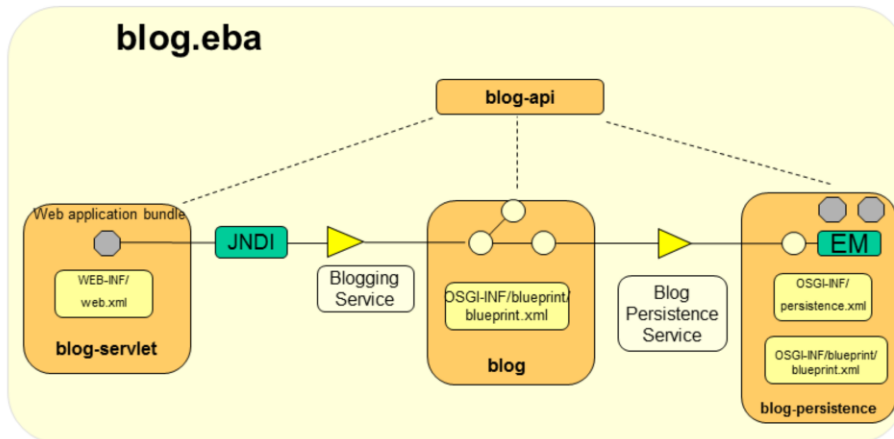 blog.eba
blog-api
Web application bundle
JNDI
WEB-INF/
web.xml
blog-servlet
Blogging
Service
OSGI-INF/blueprint/
blueprint.xml
blog
Blog
Persistence
Service
EM
OSGI-INF/
persistence.xml
OSGI-INF/blueprint/
blueprint.xml
blog-persistence